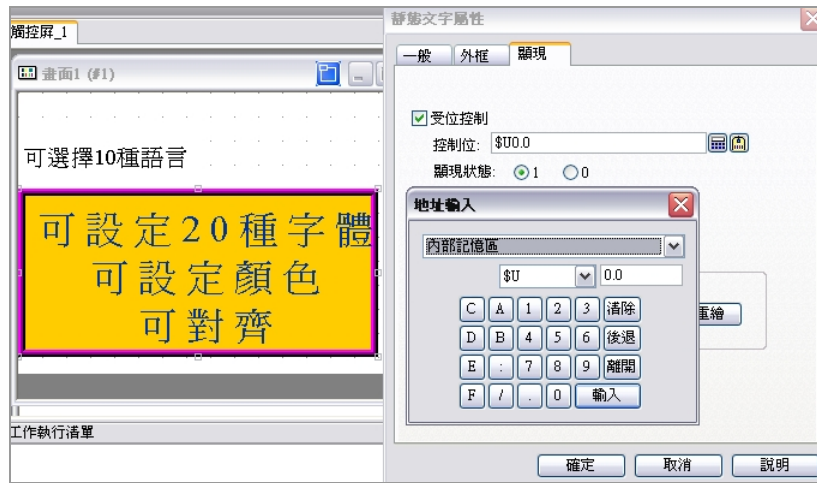 觸控屏_1
畫面1 (#1)
可選擇10種語言
可設定20種字體
可設定顏色
可對齊
工作執行清單
靜態文字屬性
一般 外框 顯現
受位控制
控制位: $U0.0
顯現狀態: 1 0
地址輸入
內部記憶區
$U 0.0
C A 1 2 3 清除
D B 4 5 6 後退
E : 7 8 9 離開
F / . 0 輸入
重繪
確定 取消 說明